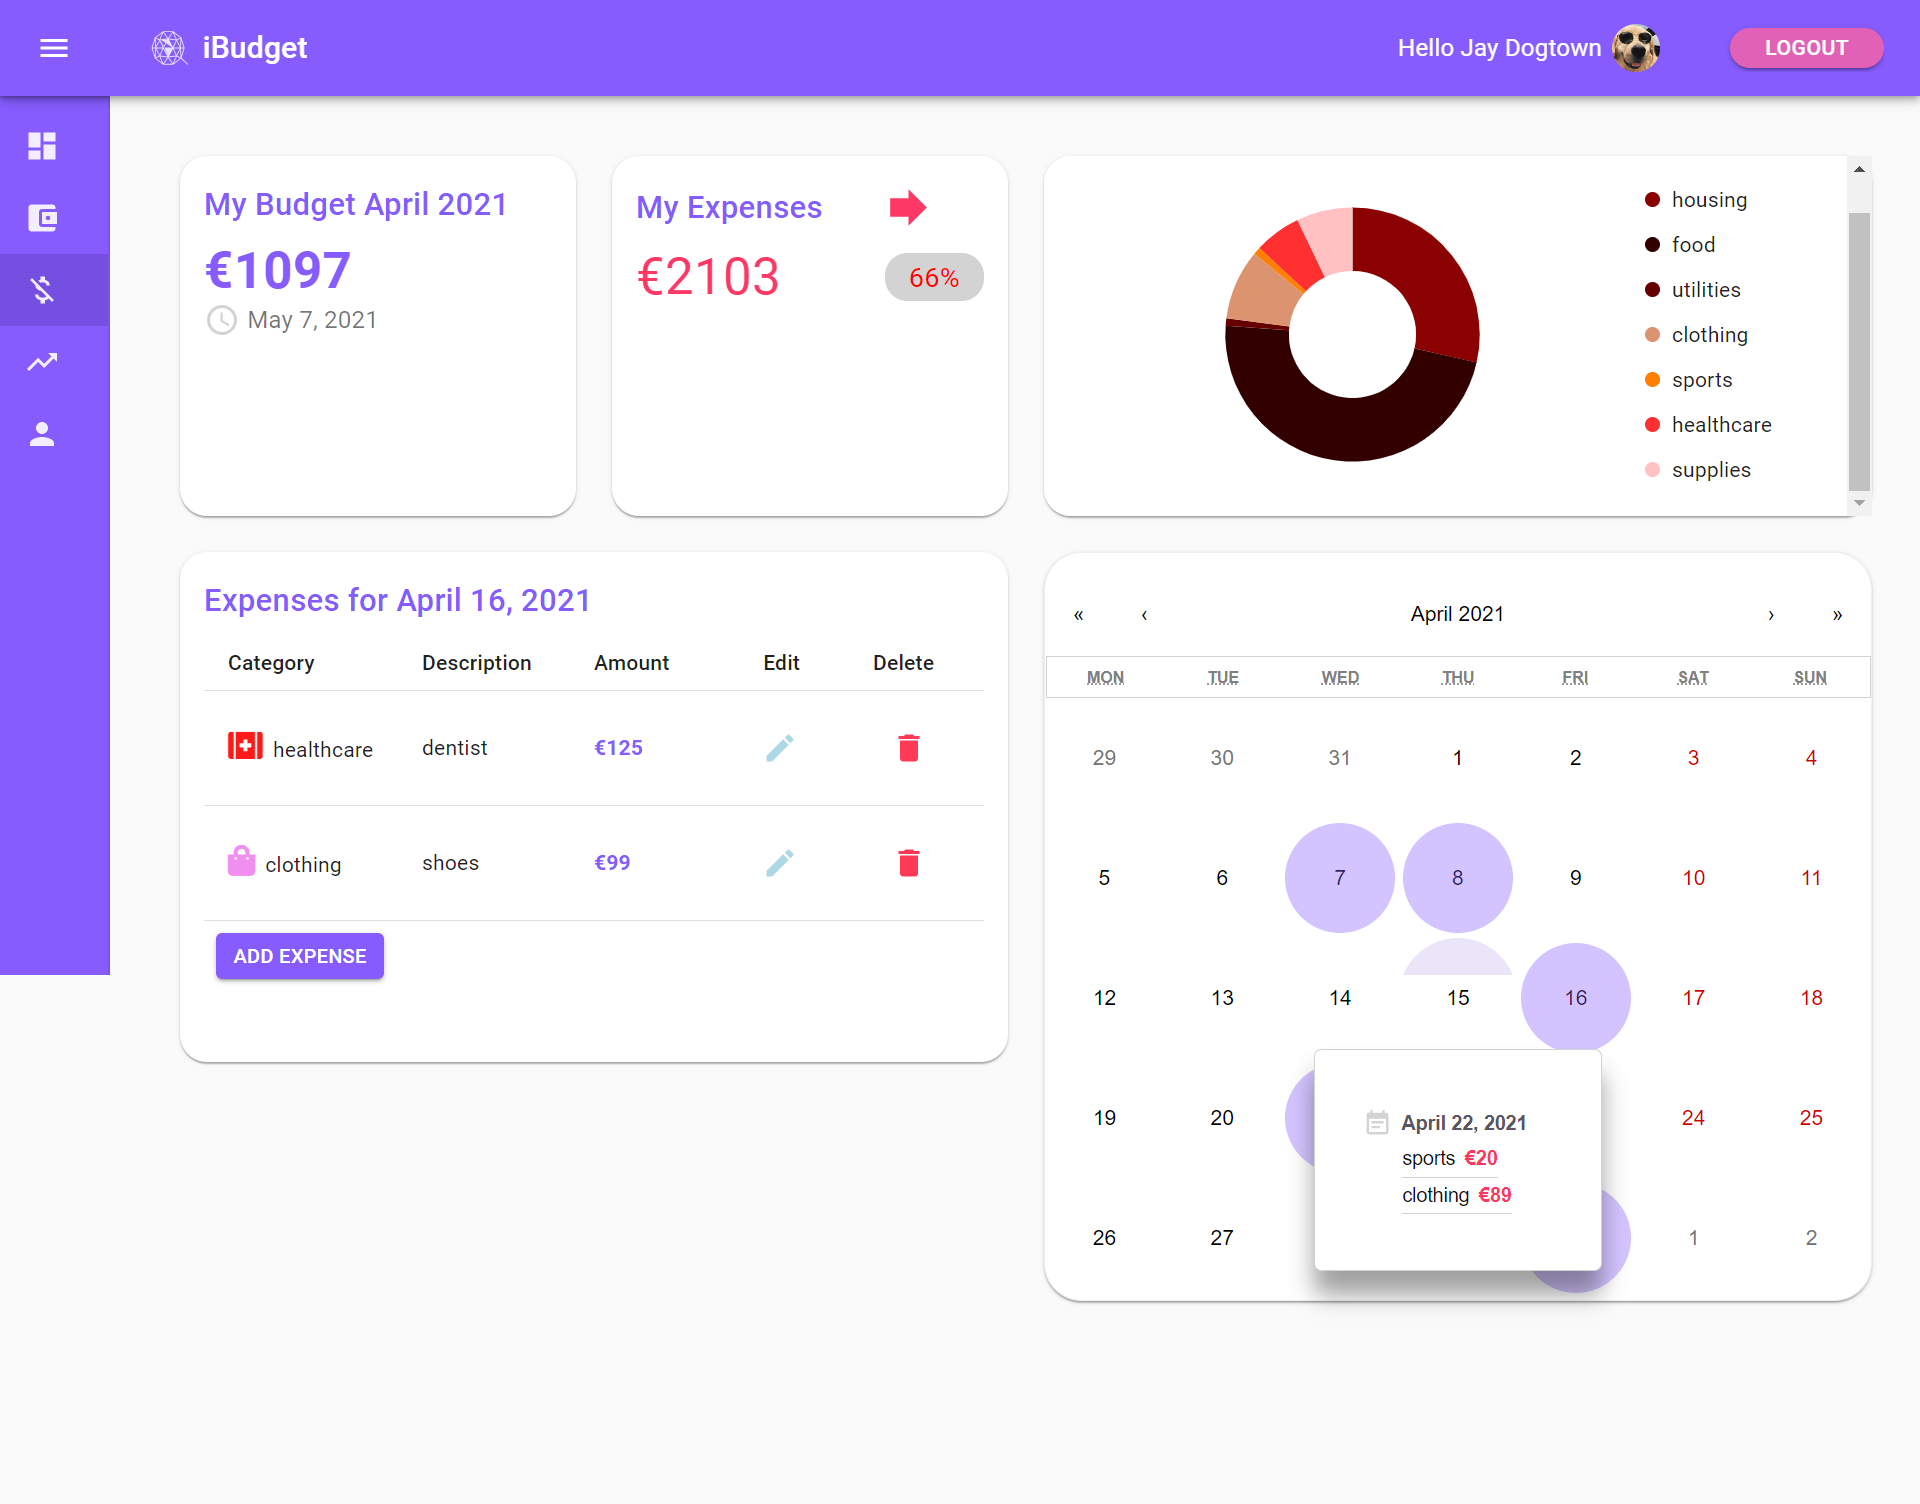 iBudget
Hello Jay Dogtown
LOGOUT
My Budget April 2021
€1097
May 7, 2021
My Expenses
€2103
66%
housing
food
utilities
clothing
sports
healthcare
supplies
Expenses for April 16, 2021
Category Description Amount Edit Delete
healthcare dentist €125
clothing shoes €99
ADD EXPENSE
« ‹ April 2021 › »
MON TUE WED THU FRI SAT SUN
29 30 31 1 2 3 4
5 6 7 8 9 10 11
12 13 14 15 16 17 18
19 20 24 25
26 27 1 2
April 22, 2021
sports €20
clothing €89